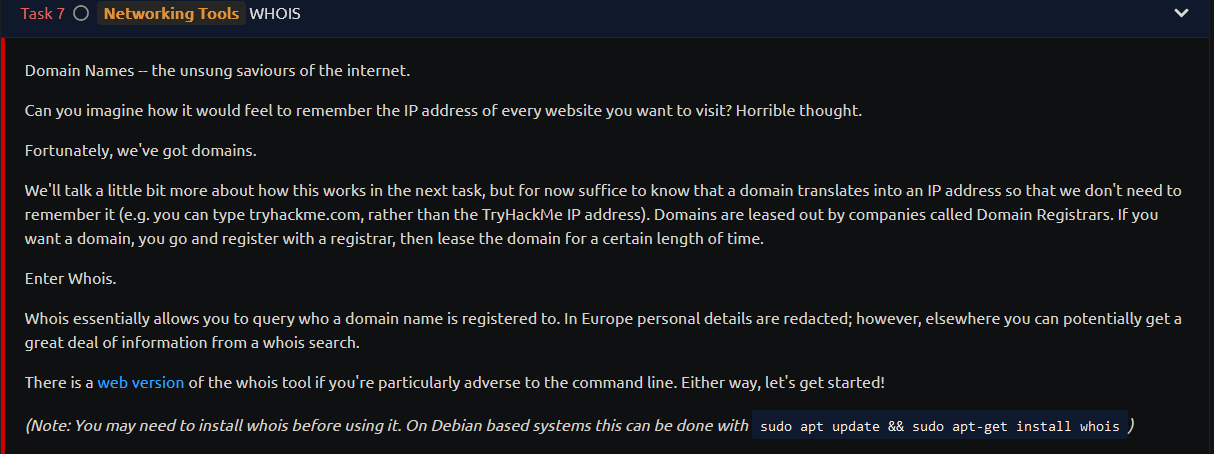 Task 7 Networking Tools WHOIS
Domain Names -- the unsung saviours of the internet.
Can you imagine how it would feel to remember the IP address of every website you want to visit? Horrible thought.
Fortunately, we've got domains.
We'll talk a little bit more about how this works in the next task, but for now suffice to know that a domain translates into an IP address so that we don't need to
remember it (e.g. you can type tryhackme.com, rather than the TryHackMe IP address). Domains are leased out by companies called Domain Registrars. If you
want a domain, you go and register with a registrar, then lease the domain for a certain length of time.
Enter Whois.
Whois essentially allows you to query who a domain name is registered to. In Europe personal details are redacted; however, elsewhere you can potentially get a
great deal of information from a whois search.
There is a web version of the whois tool if you're particularly adverse to the command line. Either way, let's get started!
(Note: You may need to install whois before using it. On Debian based systems this can be done with sudo apt update && sudo apt-get install whois )